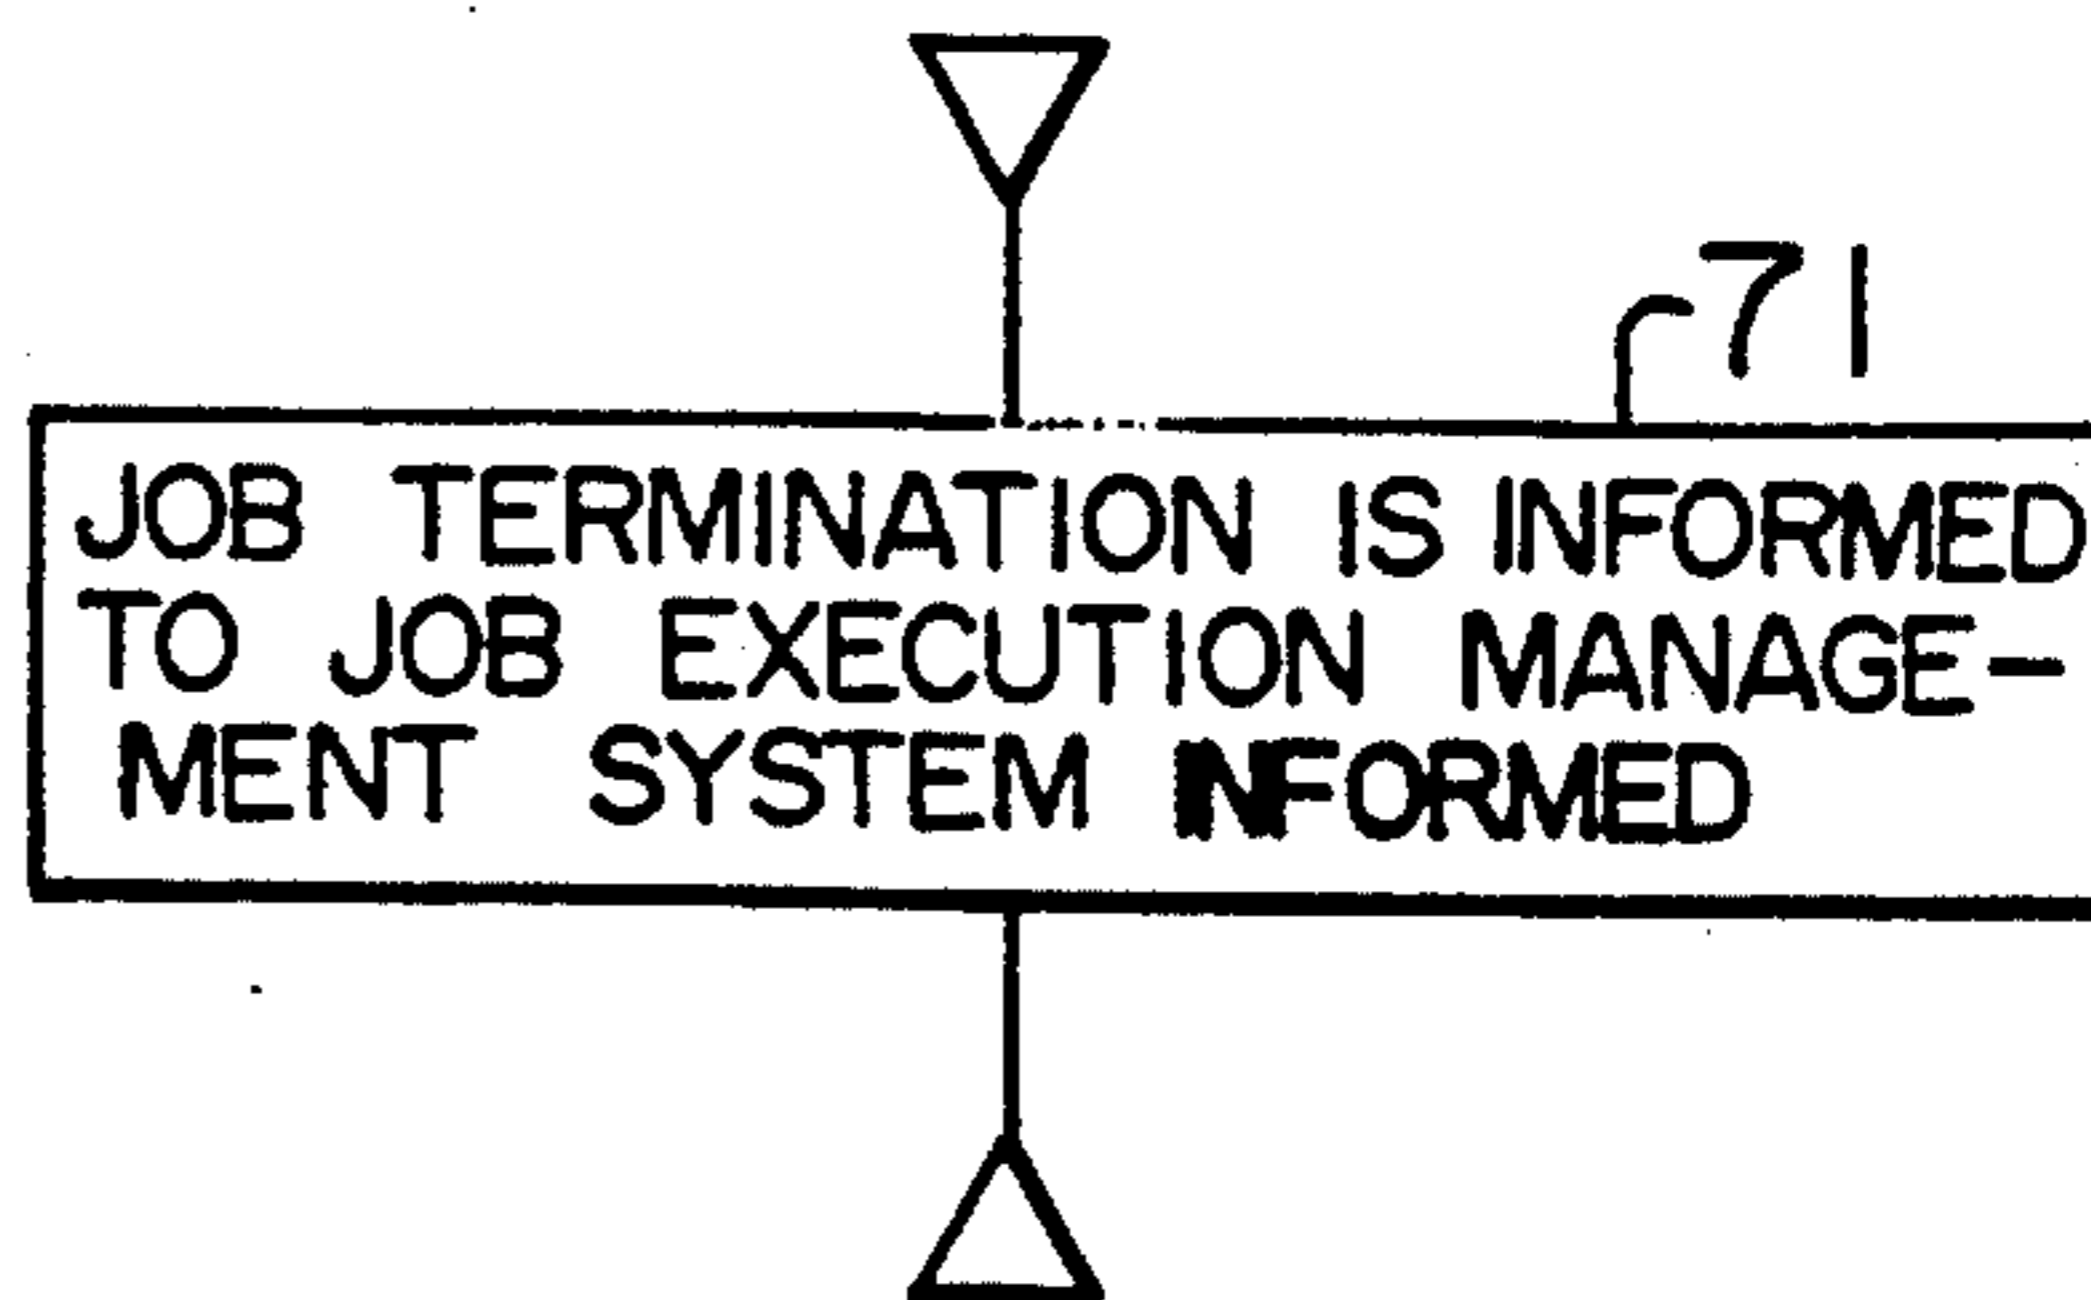 71
JOB TERMINATION IS INFORMED
TO JOB EXECUTION MANAGE-
MENT SYSTEM INFORMED